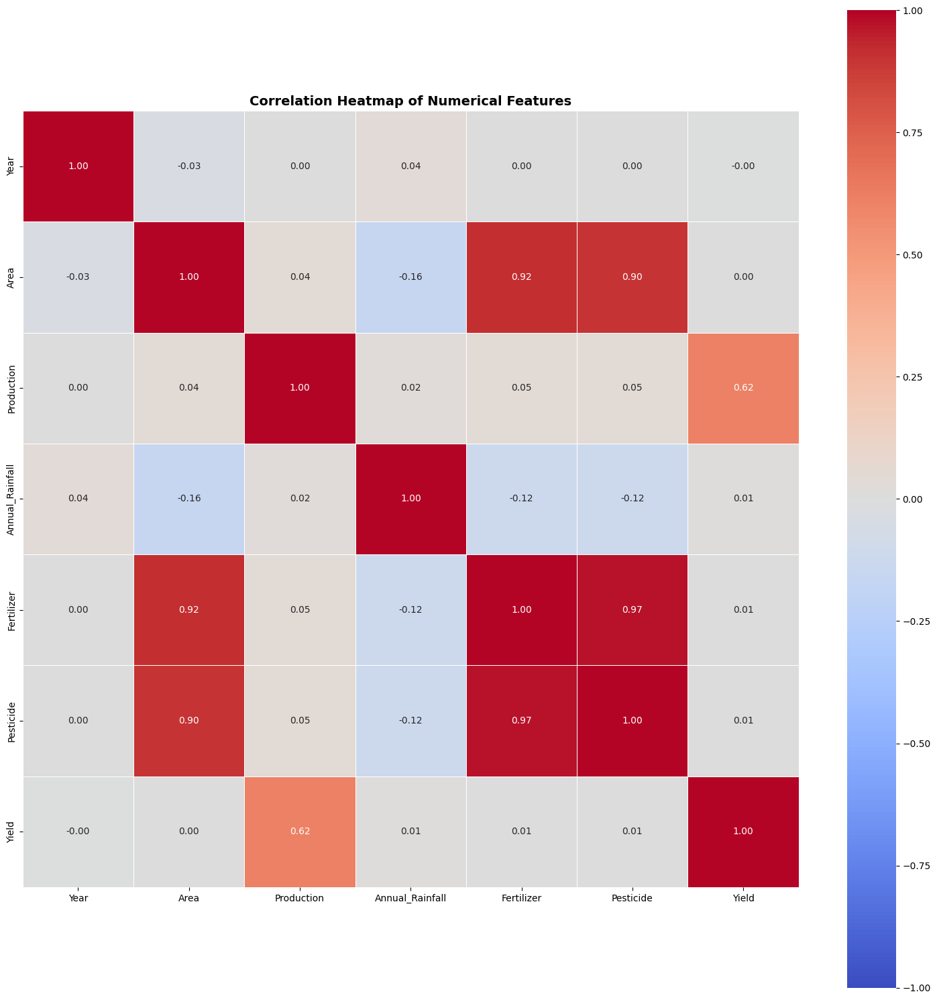 Correlation Heatmap of Numerical Features
1.00
0.75
0.50
0.25
0.00
−0.25
−0.50
−0.75
−1.00
Year 1.00 -0.03 0.00 0.04 0.00 0.00 -0.00
Area -0.03 1.00 0.04 -0.16 0.92 0.90 0.00
Production 0.00 0.04 1.00 0.02 0.05 0.05 0.62
Annual_Rainfall 0.04 -0.16 0.02 1.00 -0.12 -0.12 0.01
Fertilizer 0.00 0.92 0.05 -0.12 1.00 0.97 0.01
Pesticide 0.00 0.90 0.05 -0.12 0.97 1.00 0.01
Yield -0.00 0.00 0.62 0.01 0.01 0.01 1.00
Year Area Production Annual_Rainfall Fertilizer Pesticide Yield